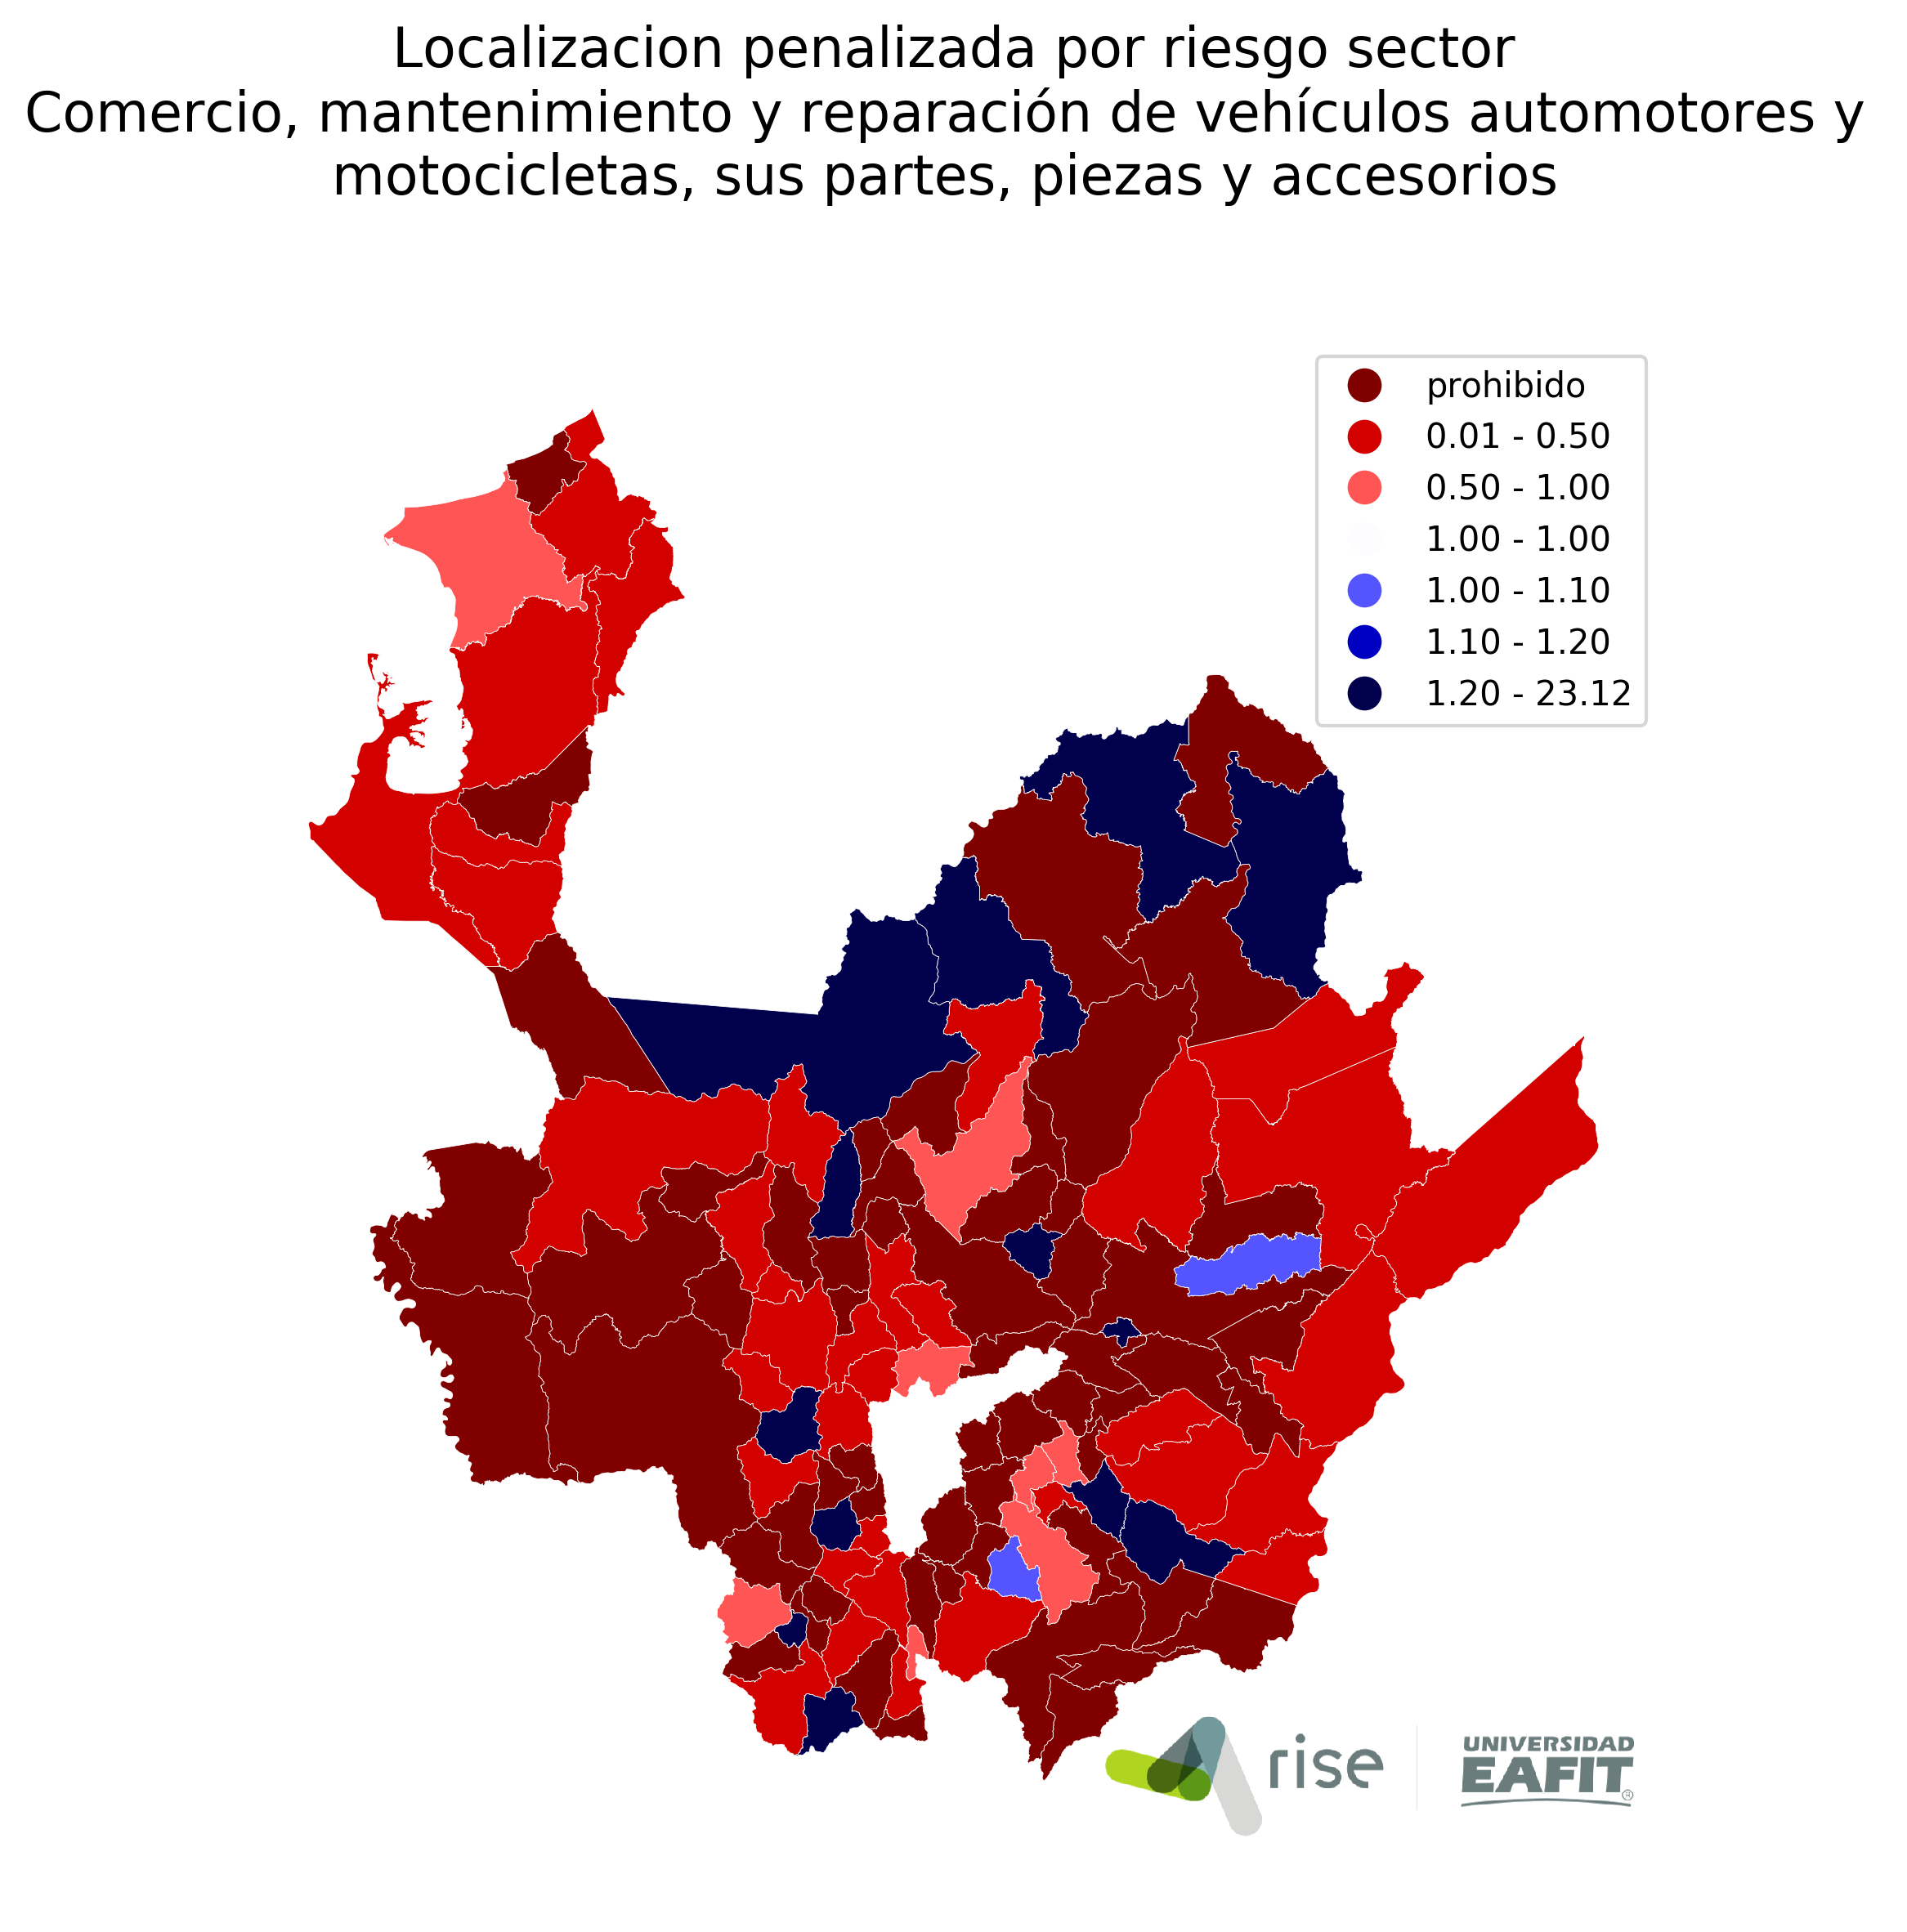 Localizacion penalizada por riesgo sector
Comercio, mantenimiento y reparación de vehículos automotores y
motocicletas, sus partes, piezas y accesorios
prohibido
0.01 - 0.50
0.50 - 1.00
1.00 - 1.00
1.00 - 1.10
1.10 - 1.20
1.20 - 23.12
rise
UNIVERSIDAD
EAFIT®